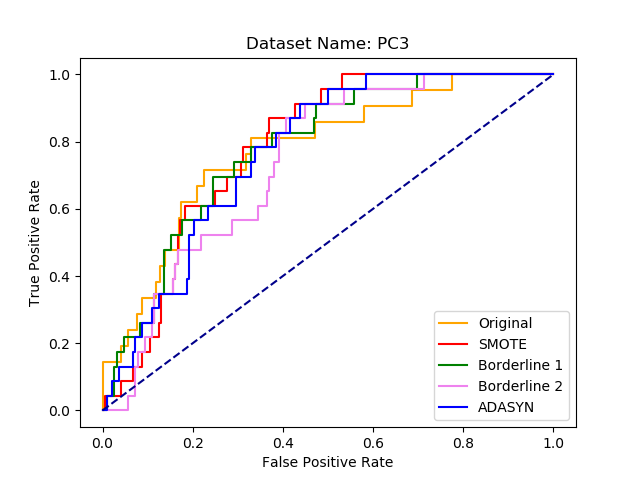 Dataset Name: PC3
True Positive Rate
1.0
0.8
0.6
0.4
0.2
0.0
Original
SMOTE
Borderline 1
Borderline 2
ADASYN
0.0 0.2 0.4 0.6 0.8 1.0
False Positive Rate